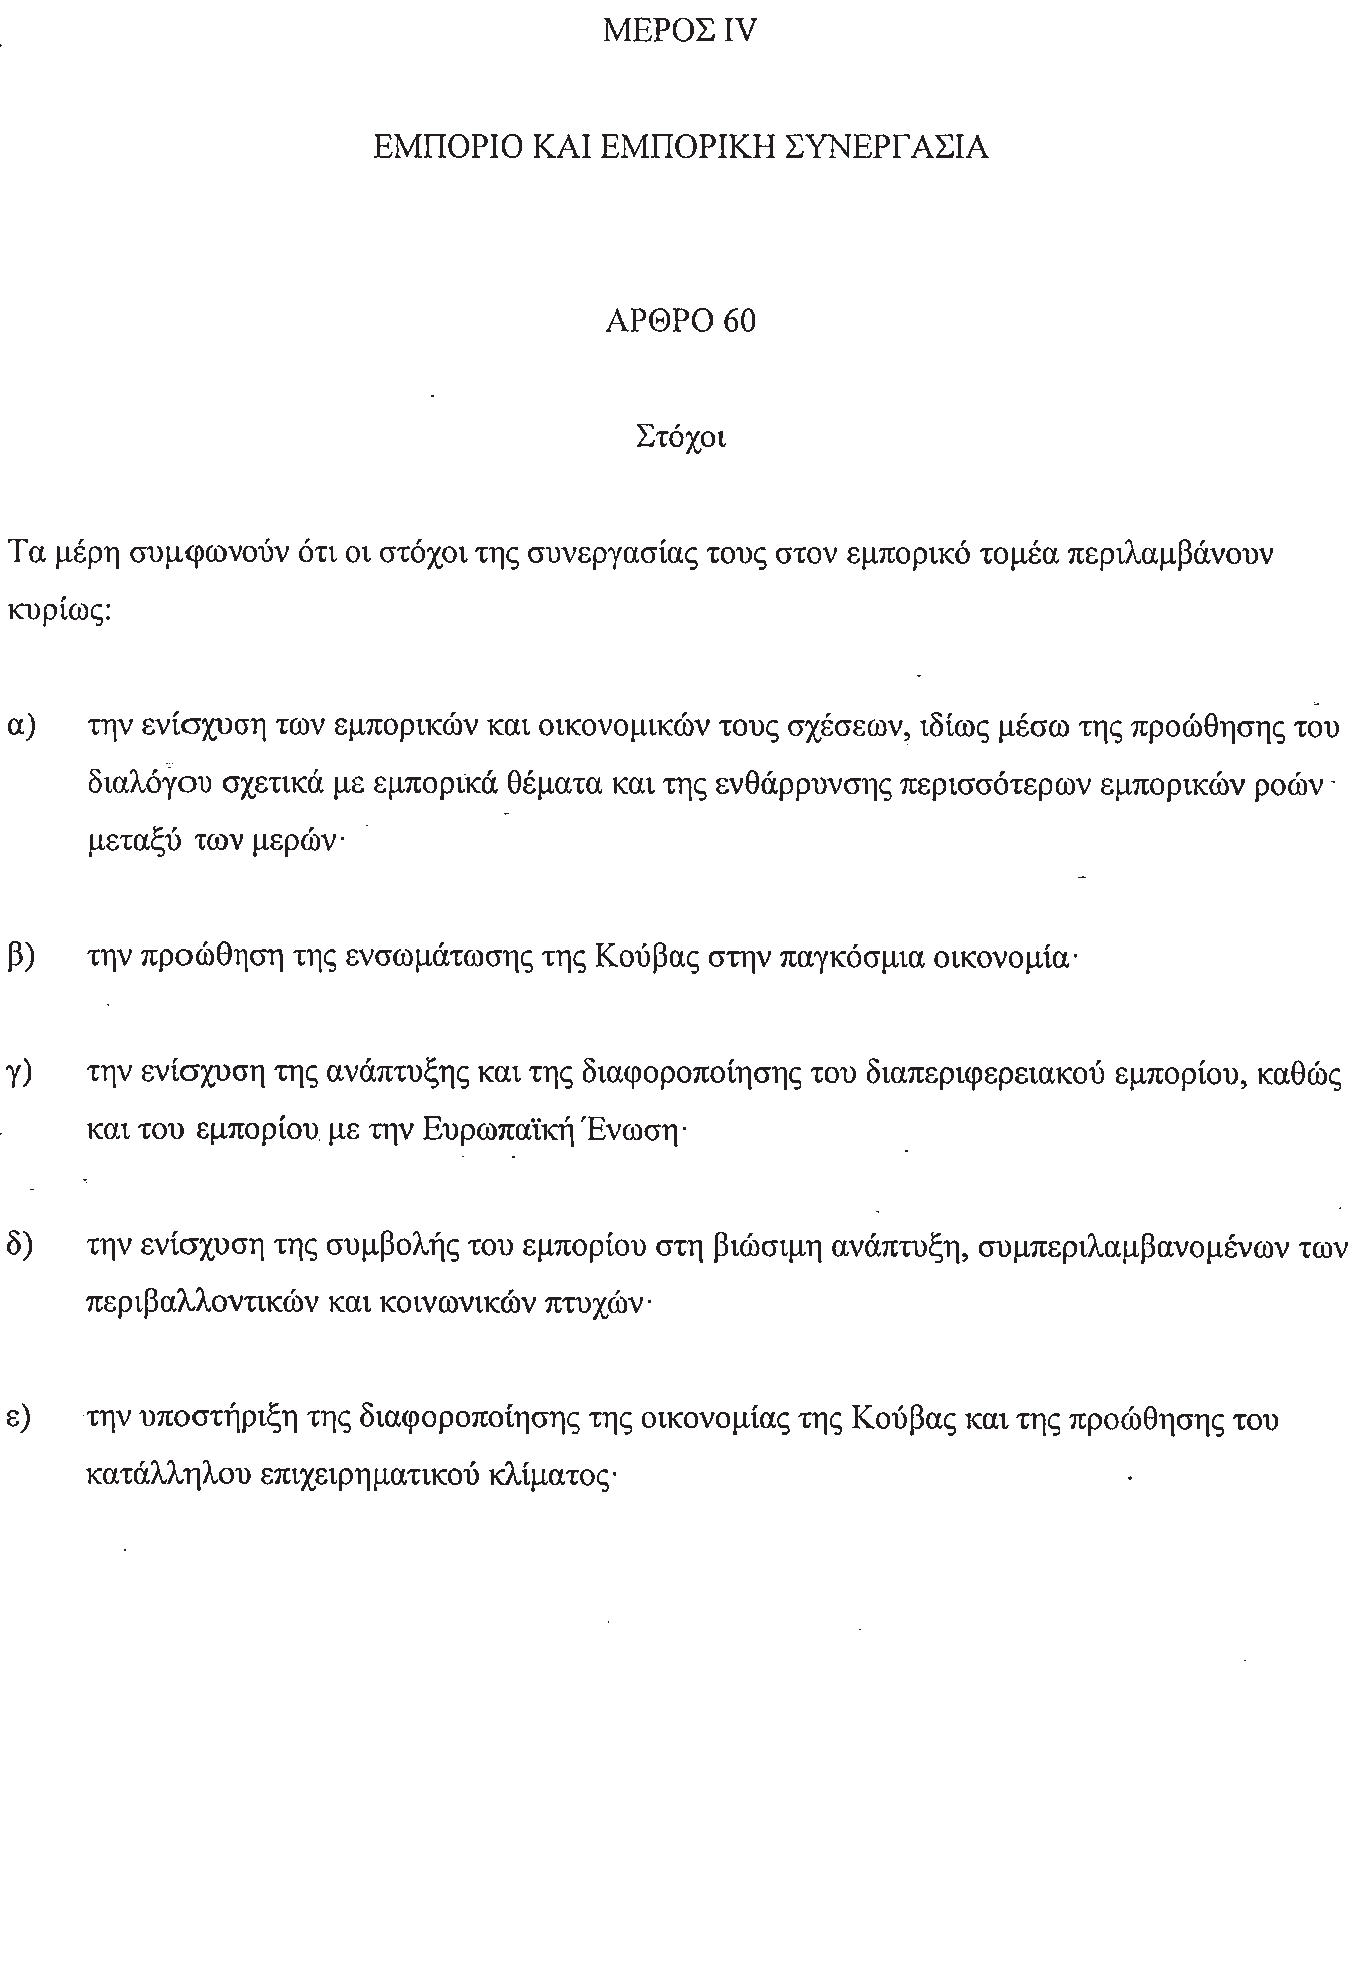 ΜΕΡΟΣ IV
ΕΜΠΟΡΙΟ ΚΑΙ ΕΜΠΟΡΙΚΗ ΣΥΝΕΡΓΑΣΙΑ
ΑΡΘΡΟ 60
Στόχοι
Τα μέρη συμφωνούν ότι οι στόχοι της συνεργασίας τους στον εμπορικό τομέα περιλαμβάνουν
κυρίως:
α) την ενίσχυση των εμπορικών και οικονομικών τους σχέσεων, ιδίως μέσω της προώθησης του
διαλόγου σχετικά με εμπορικά θέματα και της ενθάρρυνσης περισσότερων εμπορικών ροών
μεταξύ των μερών·
β) την προώθηση της ενσωμάτωσης της Κούβας στην παγκόσμια οικονομία·
γ) την ενίσχυση της ανάπτυξης και της διαφοροποίησης του διαπεριφερειακού εμπορίου, καθώς
και του εμπορίου με την Ευρωπαϊκή Ένωση·
δ) την ενίσχυση της συμβολής του εμπορίου στη βιώσιμη ανάπτυξη, συμπεριλαμβανομένων των
περιβαλλοντικών και κοινωνικών πτυχών·
ε) την υποστήριξη της διαφοροποίησης της οικονομίας της Κούβας και της προώθησης του
κατάλληλου επιχειρηματικού κλίματος·